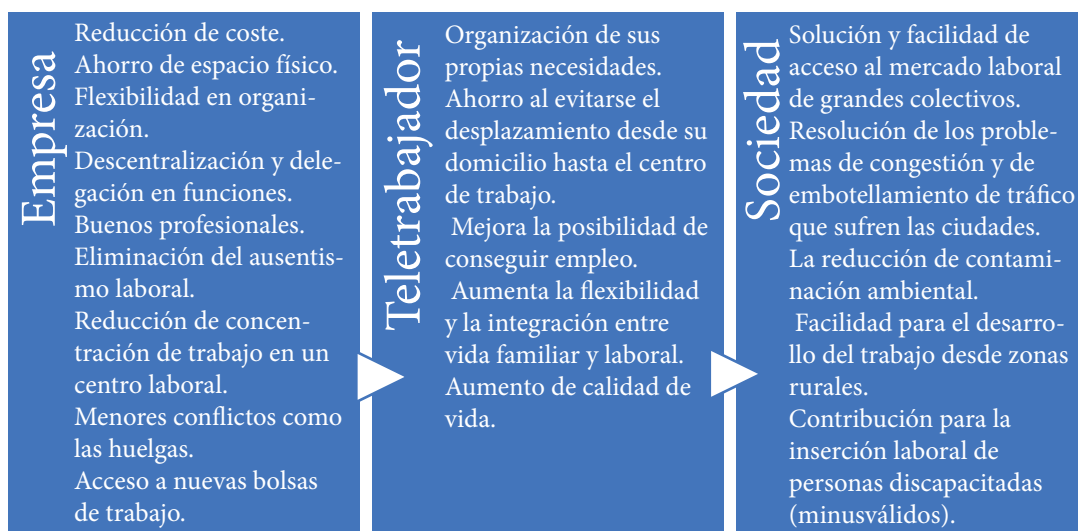 Empresa
Reducción de coste.
Ahorro de espacio físico.
Flexibilidad en organi-
zación.
Descentralización y dele-
gación en funciones.
Buenos profesionales.
Eliminación del ausentis-
mo laboral.
Reducción de concen-
tración de trabajo en un
centro laboral.
Menores conflictos como
las huelgas.
Acceso a nuevas bolsas
de trabajo.
Teletrabajador
Organización de sus
propias necesidades.
Ahorro al evitarse el
desplazamiento desde su
domicilio hasta el centro
de trabajo.
Mejora la posibilidad de
conseguir empleo.
Aumenta la flexibilidad
y la integración entre
vida familiar y laboral.
Aumento de calidad de
vida.
Sociedad
Solución y facilidad de
acceso al mercado laboral
de grandes colectivos.
Resolución de los proble-
mas de congestión y de
embotellamiento de tráfico
que sufren las ciudades.
La reducción de contami-
nación ambiental.
Facilidad para el desarro-
llo del trabajo desde zonas
rurales.
Contribución para la
inserción laboral de
personas discapacitadas
(minusválidos).